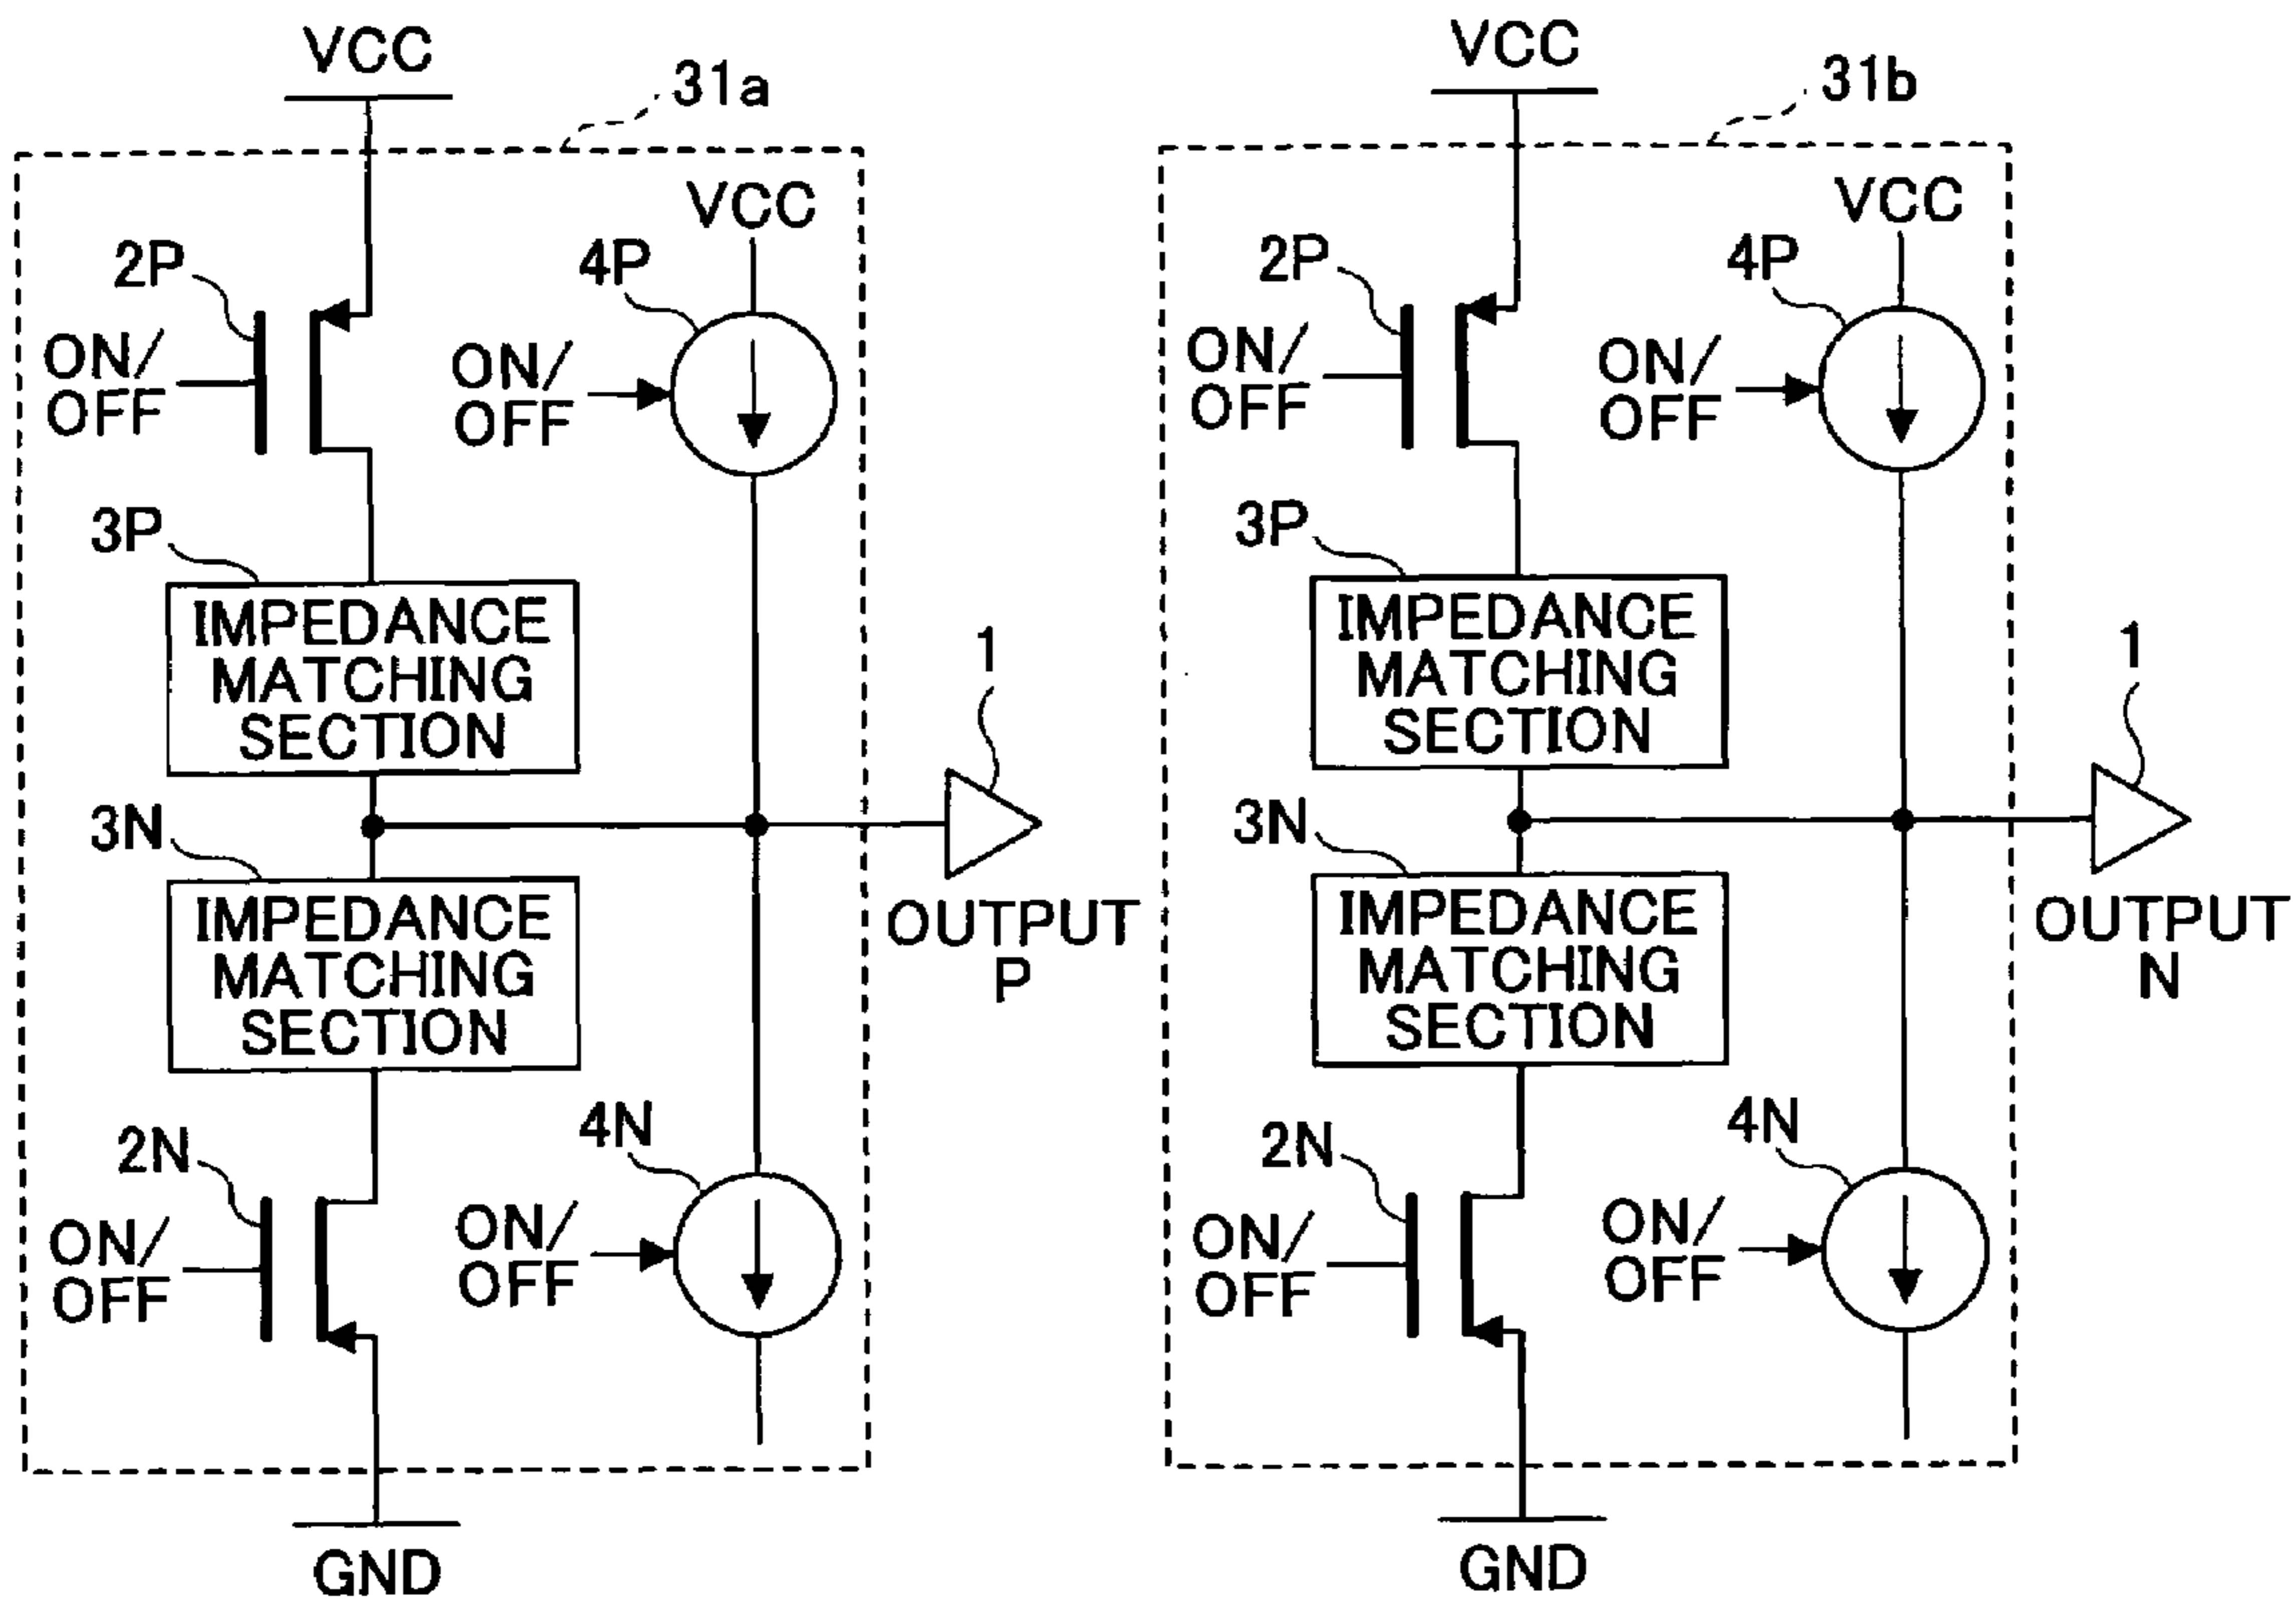 VCC
31a
VCC
2P
4P
ON/
OFF
ON/
OFF
3P
IMPEDANCE
MATCHING
SECTION
1
3N
IMPEDANCE
MATCHING
SECTION
OUTPUT
P
2N
4N
ON/
OFF
ON/
OFF
GND
VCC
31b
VCC
2P
4P
ON/
OFF
ON/
OFF
3P
IMPEDANCE
MATCHING
SECTION
1
3N
IMPEDANCE
MATCHING
SECTION
OUTPUT
N
2N
4N
ON/
OFF
ON/
OFF
GND